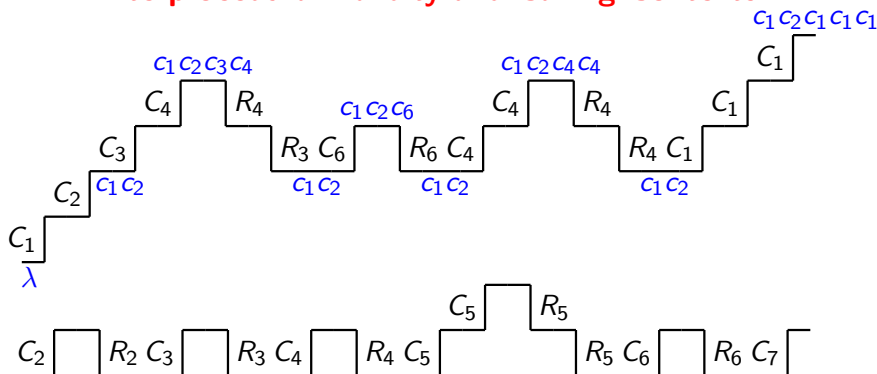 c₁c₂c₁c₁c₁
c₁c₂c₃c₄ c₁c₂c₄c₄ C₁
C₄ R₄ c₁c₂c₆ C₄ R₄ C₁
C₃ R₃ C₆ R₆ C₄ R₄ C₁
C₂ c₁c₂ c₁c₂ c₁c₂ c₁c₂
C₁
λ
C₅ R₅
C₂ R₂ C₃ R₃ C₄ R₄ C₅ R₅ C₆ R₆ C₇